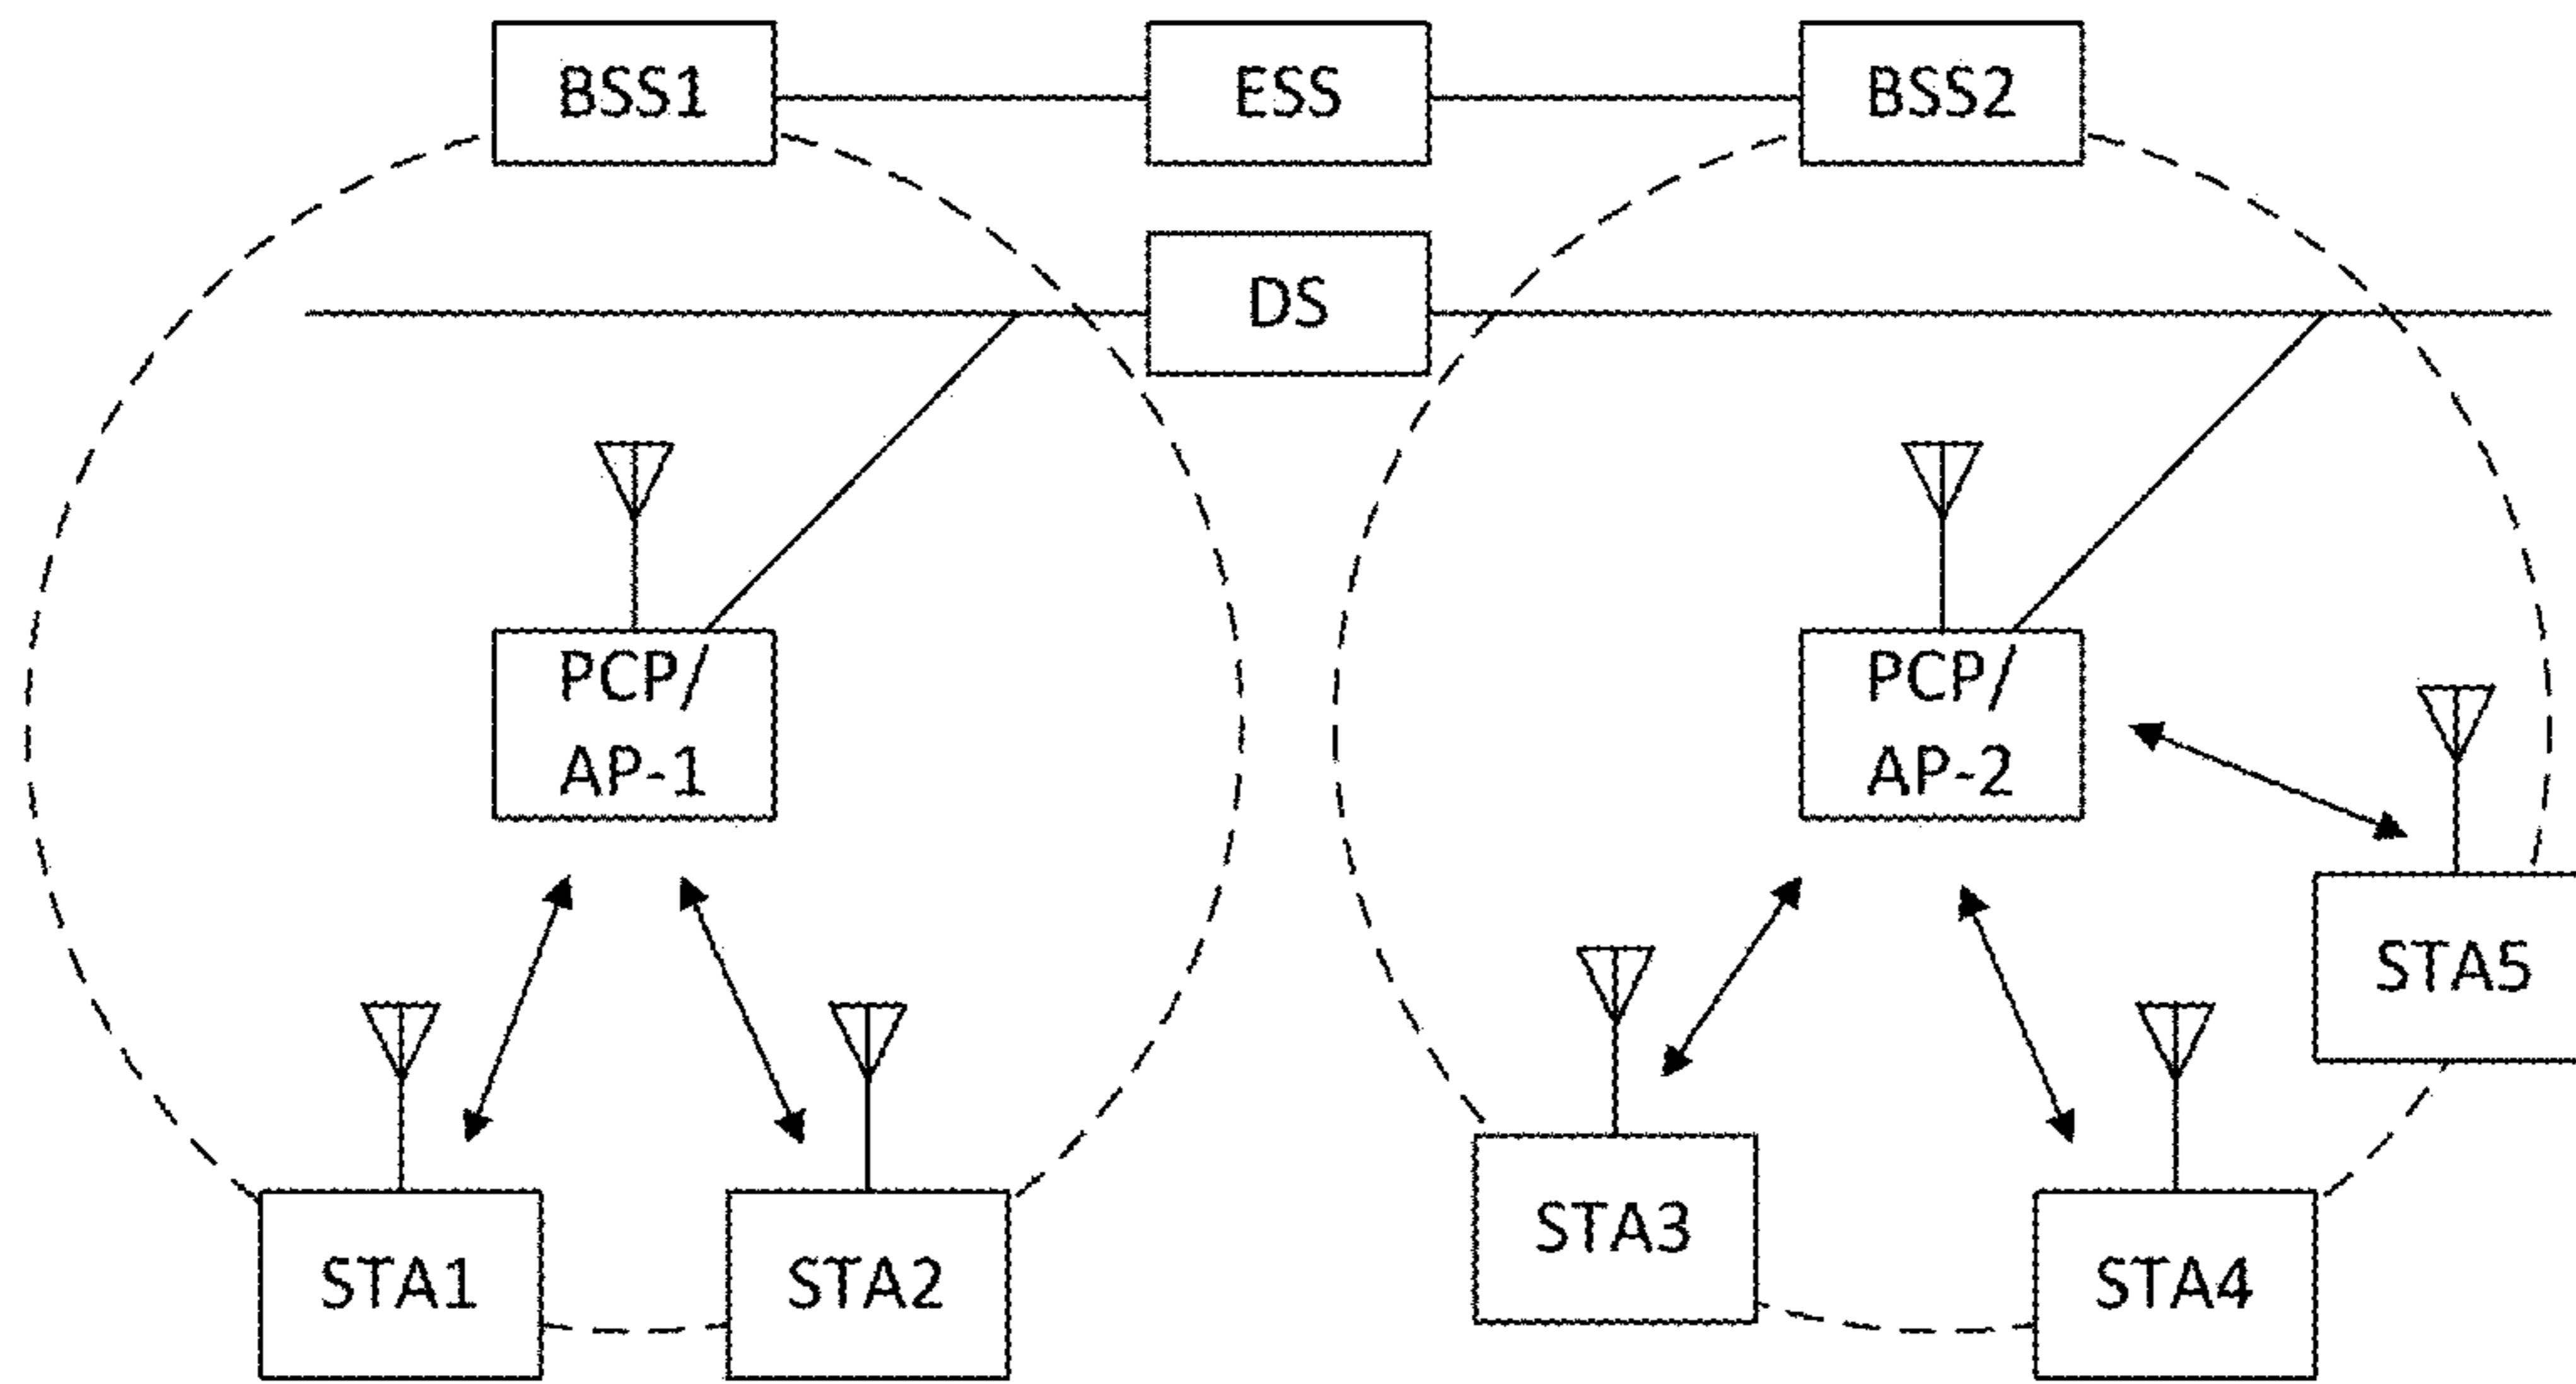 BSS1
ESS
BSS2
DS
PCP/
AP-1
PCP/
AP-2
STA5
STA3
STA1
STA2
STA4